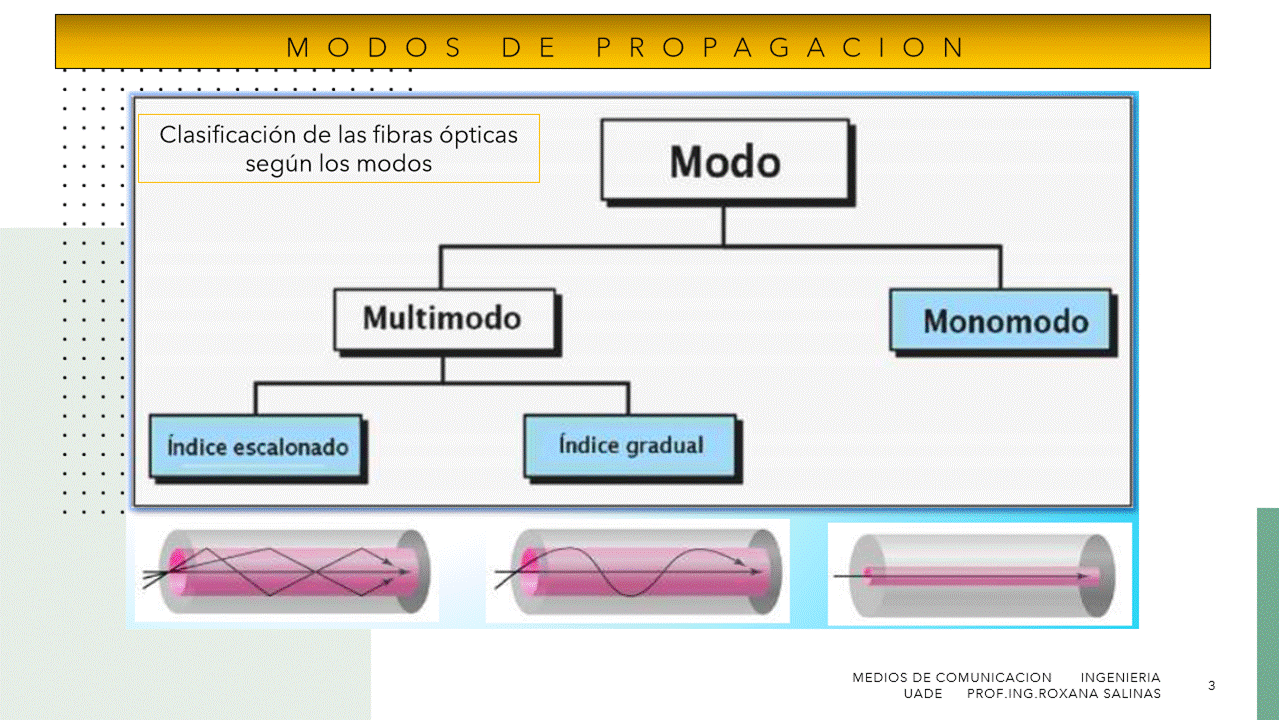 MODOS DE PROPAGACION
Clasificación de las fibras ópticas
según los modos
Modo
Multimodo
Monomodo
Índice escalonado
Índice gradual
MEDIOS DE COMUNICACION INGENIERIA
UADE PROF.ING.ROXANA SALINAS
3